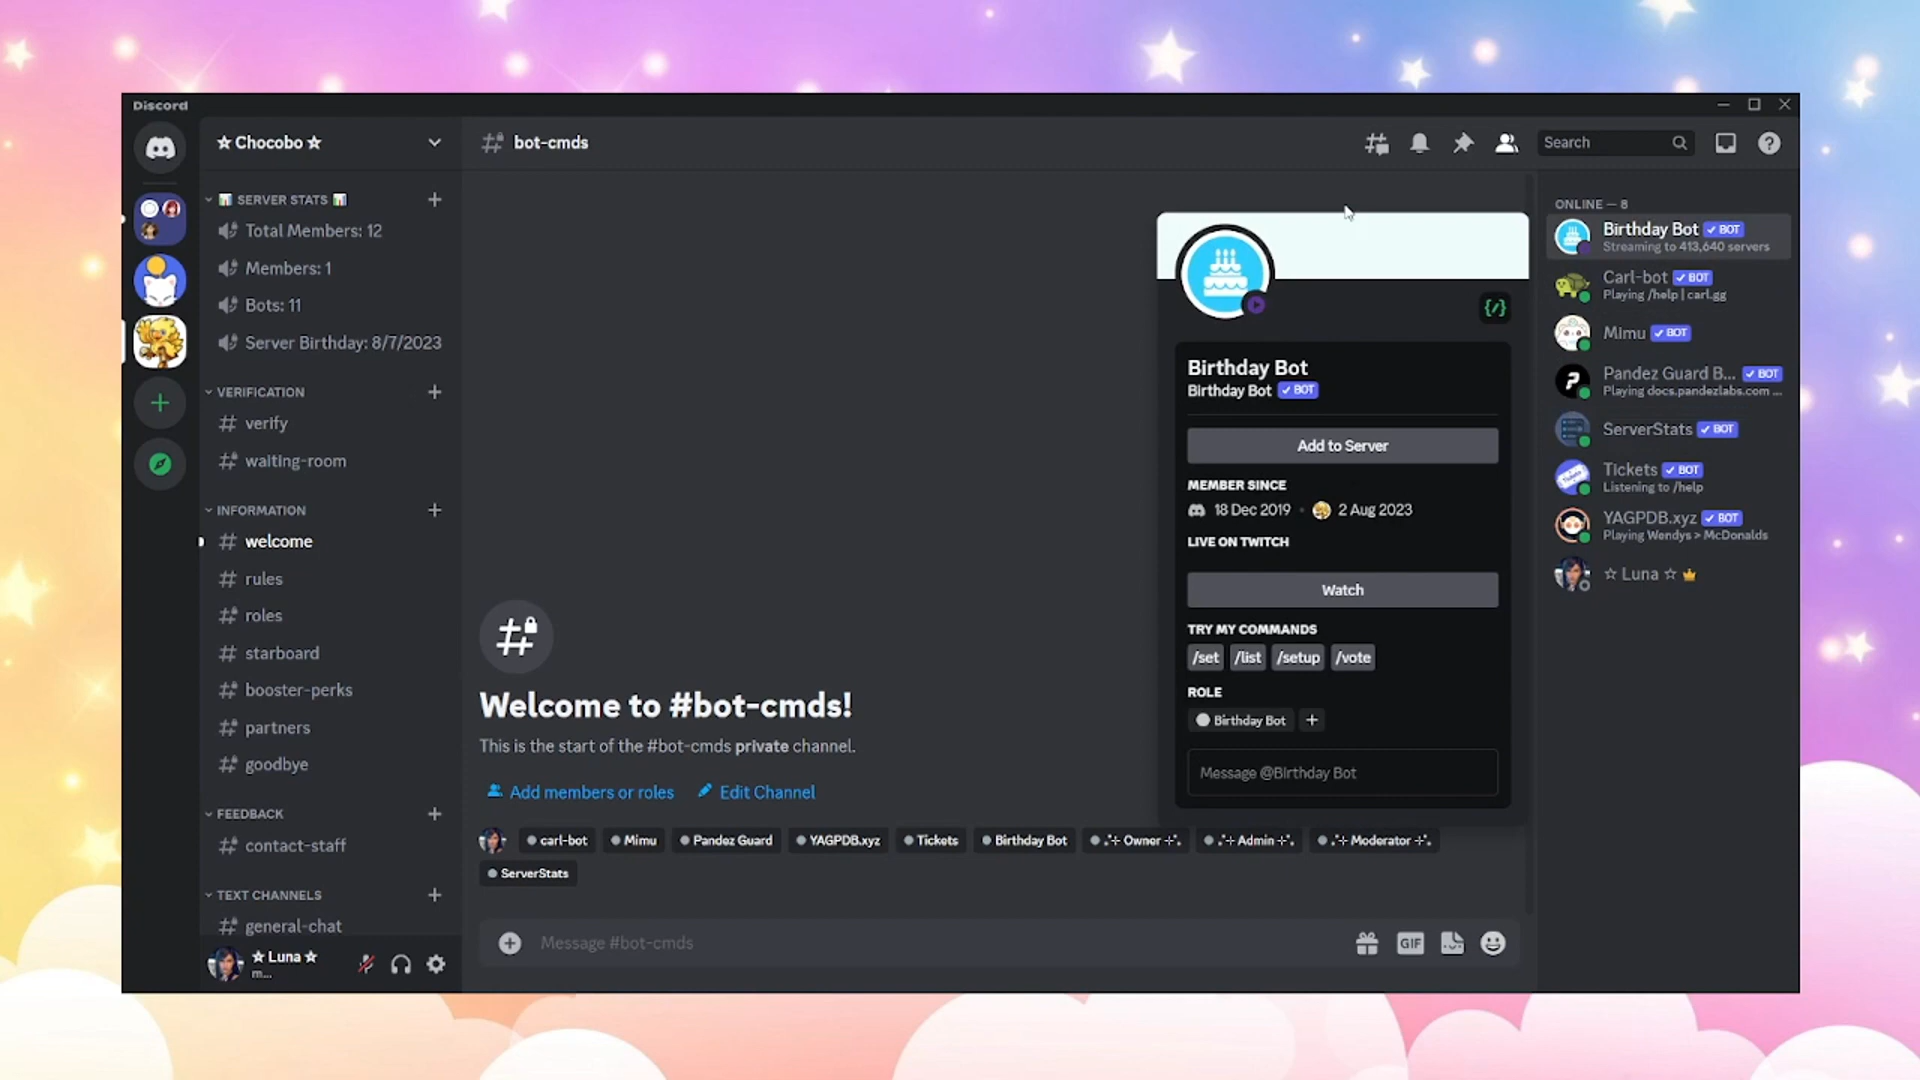 Discord
☆ Chocobo ☆
bot-cmds
Search
📊 SERVER STATS 📊
Total Members: 12
Members: 1
Bots: 11
Server Birthday: 8/7/2023
VERIFICATION
verify
waiting-room
INFORMATION
welcome
rules
roles
starboard
booster-perks
partners
goodbye
FEEDBACK
contact-staff
TEXT CHANNELS
general-chat
☆ Luna ☆
m...
Welcome to #bot-cmds!
This is the start of the #bot-cmds private channel.
Add members or roles Edit Channel
carl-bot Mimu Pandez Guard YAGPDB.xyz Tickets Birthday Bot Owner Admin Moderator
ServerStats
Message #bot-cmds
GIF
Birthday Bot
Birthday Bot ✓ BOT
Add to Server
MEMBER SINCE
18 Dec 2019 • 2 Aug 2023
LIVE ON TWITCH
Watch
TRY MY COMMANDS
/set /list /setup /vote
ROLE
Birthday Bot +
Message @Birthday Bot
ONLINE — 8
Birthday Bot ✓ BOT
Streaming to 413,640 servers
Carl-bot ✓ BOT
Playing /help | carl.gg
Mimu ✓ BOT
Pandez Guard B... ✓ BOT
Playing docs.pandezlabs.com ...
ServerStats ✓ BOT
Tickets ✓ BOT
Listening to /help
YAGPDB.xyz ✓ BOT
Playing Wendys > McDonalds
☆ Luna ☆